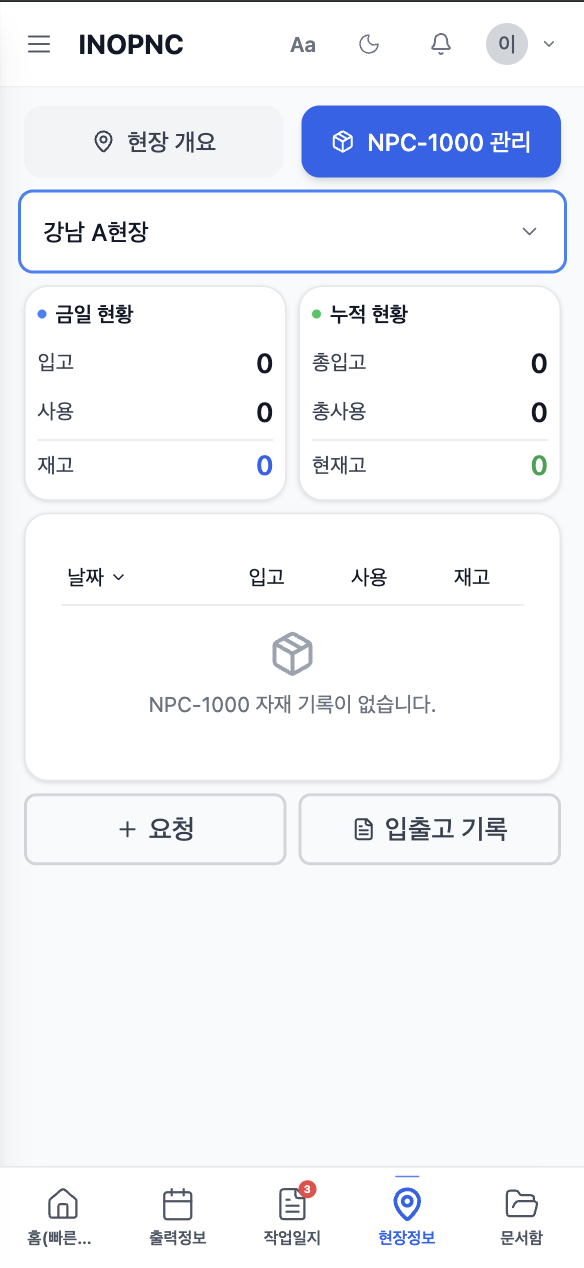 INOPNC Aa 이
현장 개요 NPC-1000 관리
강남 A현장
금일 현황
입고 0
사용 0
재고 0
누적 현황
총입고 0
총사용 0
현재고 0
날짜 입고 사용 재고
NPC-1000 자재 기록이 없습니다.
+ 요청 입출고 기록
3
홈(빠른... 출력정보 작업일지 현장정보 문서함